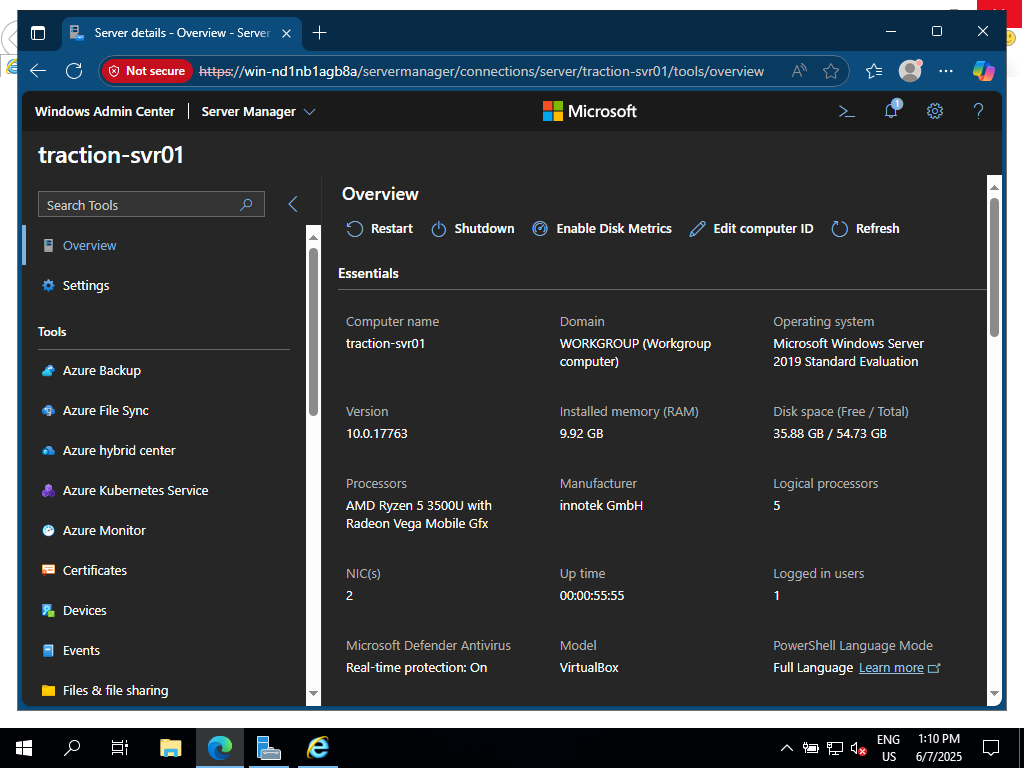 Server details - Overview - Server
Not secure
https://win-nd1nb1agb8a/servermanager/connections/server/traction-svr01/tools/overview
Windows Admin Center
Server Manager
Microsoft
1
traction-svr01
Search Tools
Overview
Settings
Tools
Azure Backup
Azure File Sync
Azure hybrid center
Azure Kubernetes Service
Azure Monitor
Certificates
Devices
Events
Files & file sharing
Overview
Restart
Shutdown
Enable Disk Metrics
Edit computer ID
Refresh
Essentials
Computer name
traction-svr01
Domain
WORKGROUP (Workgroup
computer)
Operating system
Microsoft Windows Server
2019 Standard Evaluation
Version
10.0.17763
Installed memory (RAM)
9.92 GB
Disk space (Free / Total)
35.88 GB / 54.73 GB
Processors
AMD Ryzen 5 3500U with
Radeon Vega Mobile Gfx
Manufacturer
innotek GmbH
Logical processors
5
NIC(s)
2
Up time
00:00:55:55
Logged in users
1
Microsoft Defender Antivirus
Real-time protection: On
Model
VirtualBox
PowerShell Language Mode
Full Language Learn more
ENG
US
1:10 PM
6/7/2025